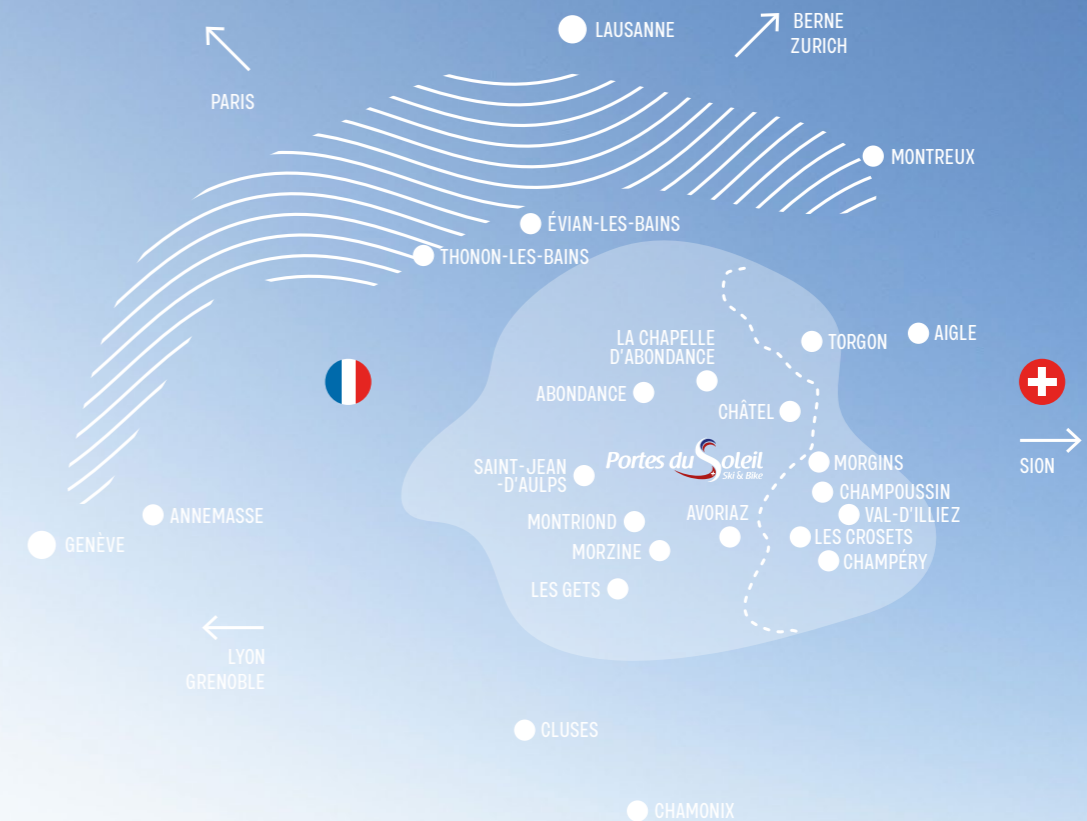 LAUSANNE
BERNE
ZURICH
PARIS
MONTREUX
ÉVIAN-LES-BAINS
THONON-LES-BAINS
TORGON
AIGLE
LA CHAPELLE
D'ABONDANCE
ABONDANCE
CHÂTEL
Portes du Soleil
Ski & Bike
SAINT-JEAN
-D'AULPS
MORGINS
SION
CHAMPOUSSIN
VAL-D'ILLIEZ
AVORIAZ
MONTRIOND
LES CROSETS
MORZINE
CHAMPÉRY
LES GETS
ANNEMASSE
GENÈVE
LYON
GRENOBLE
CLUSES
CHAMONIX